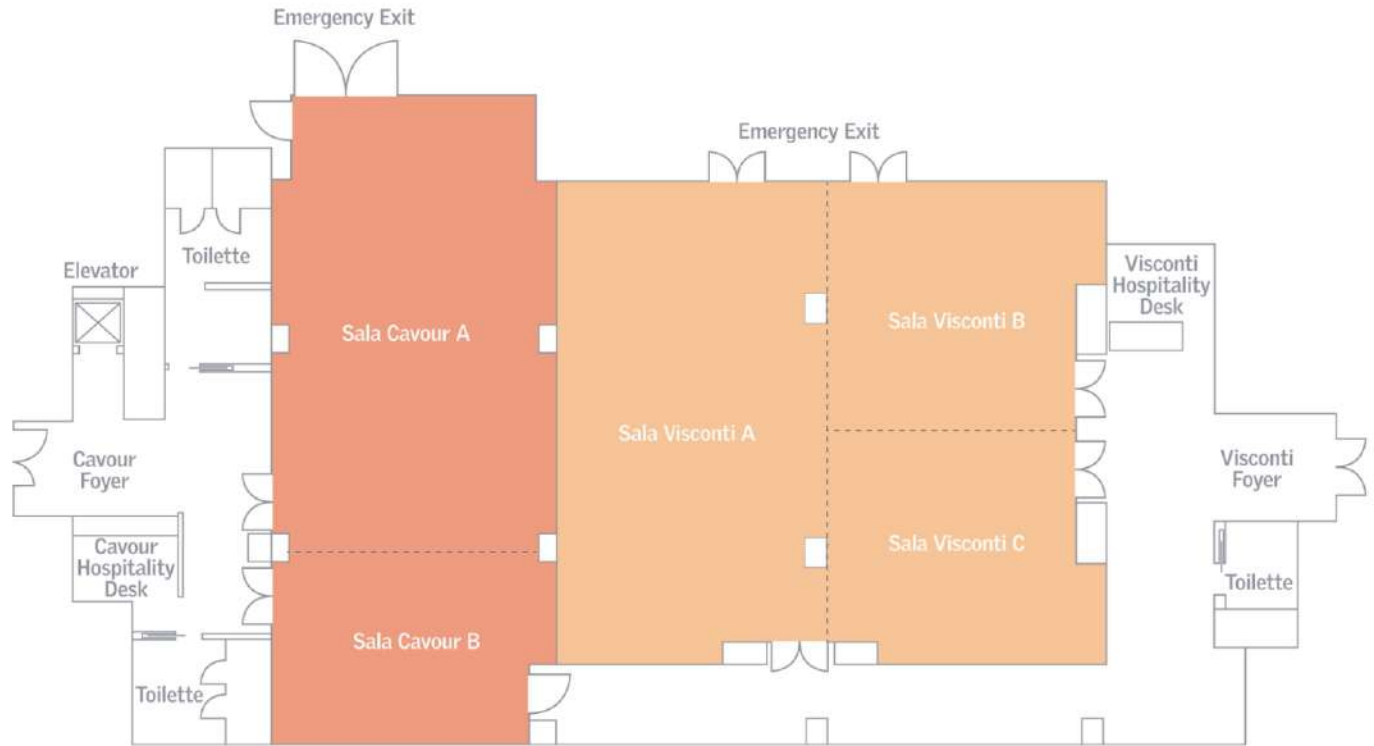 Emergency Exit
Emergency Exit
Toilette
Elevator
Sala Cavour A
Sala Visconti B
Visconti
Hospitality
Desk
Sala Visconti A
Cavour
Foyer
Visconti
Foyer
Cavour
Hospitality
Desk
Sala Visconti C
Toilette
Sala Cavour B
Toilette